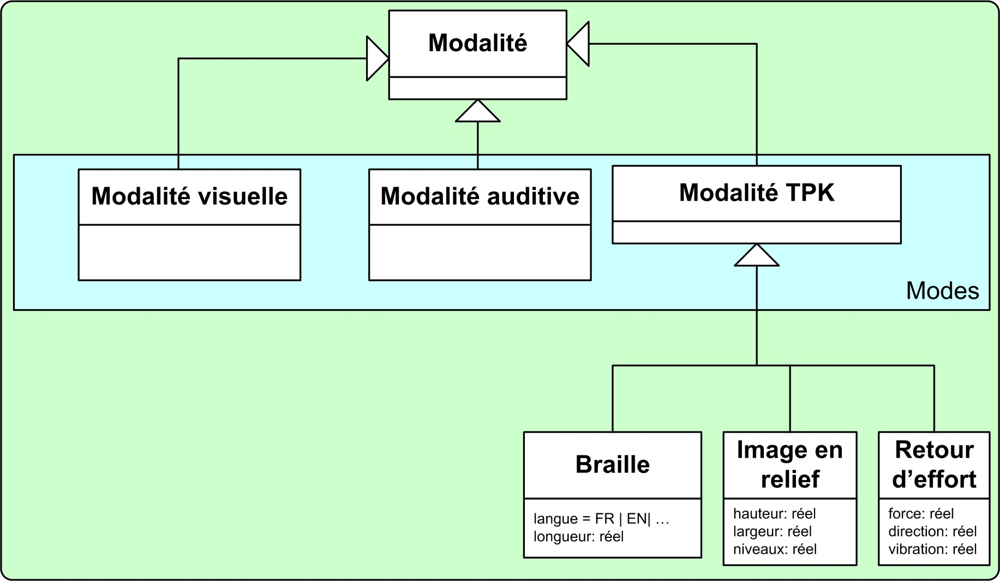 Modalité
Modalité visuelle
Modalité auditive
Modalité TPK
Modes
Braille
langue = FR | EN| …
longueur: réel
Image en
relief
hauteur: réel
largeur: réel
niveaux: réel
Retour
d’effort
force: réel
direction: réel
vibration: réel